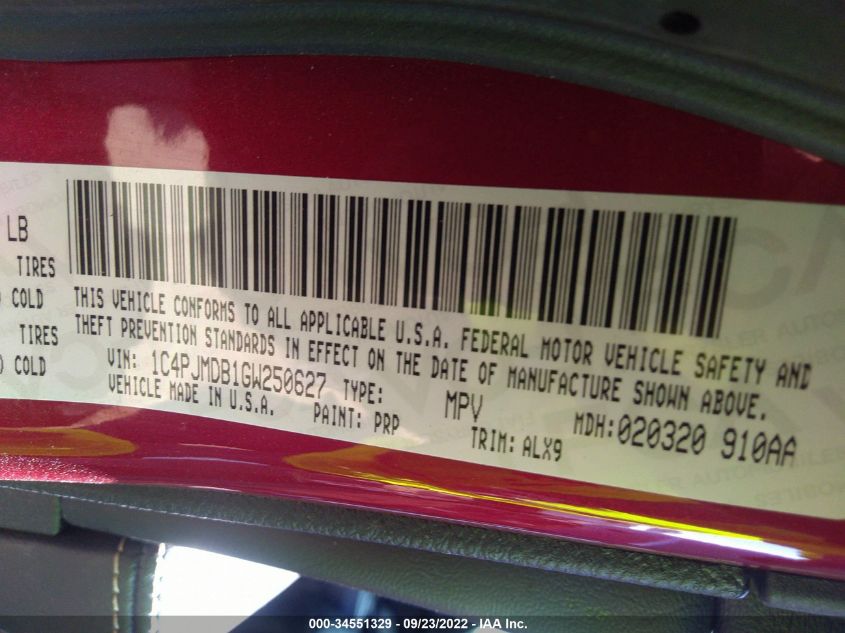 LB
TIRES
COLD
TIRES
COLD
THIS VEHICLE CONFORMS TO ALL APPLICABLE U.S.A. FEDERAL MOTOR VEHICLE SAFETY AND
THEFT PREVENTION STANDARDS IN EFFECT ON THE DATE OF MANUFACTURE SHOWN ABOVE.
VIN: 1C4PJMDB1GW250627 TYPE: MPV MDH: 020320 910AA
VEHICLE MADE IN U.S.A. PAINT: PRP TRIM: ALX9
000-34551329 - 09/23/2022 - IAA Inc.